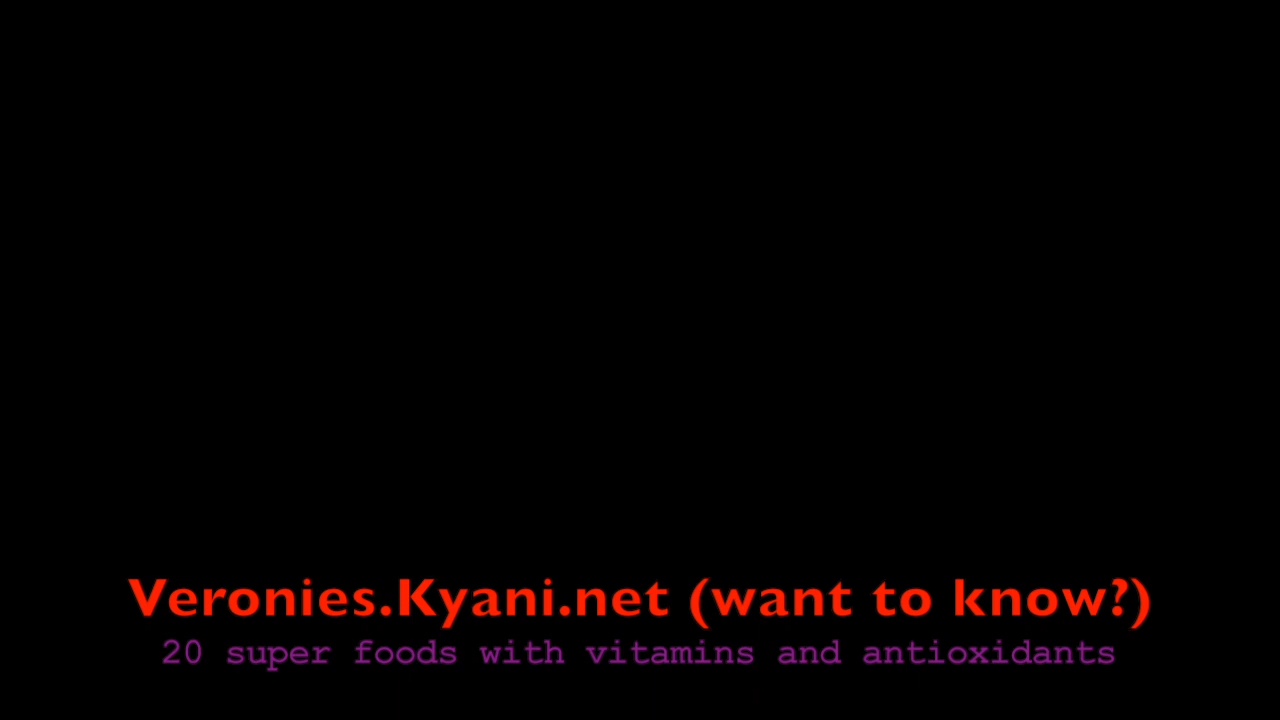 Veronies.Kyani.net (want to know?)
20 super foods with vitamins and antioxidants